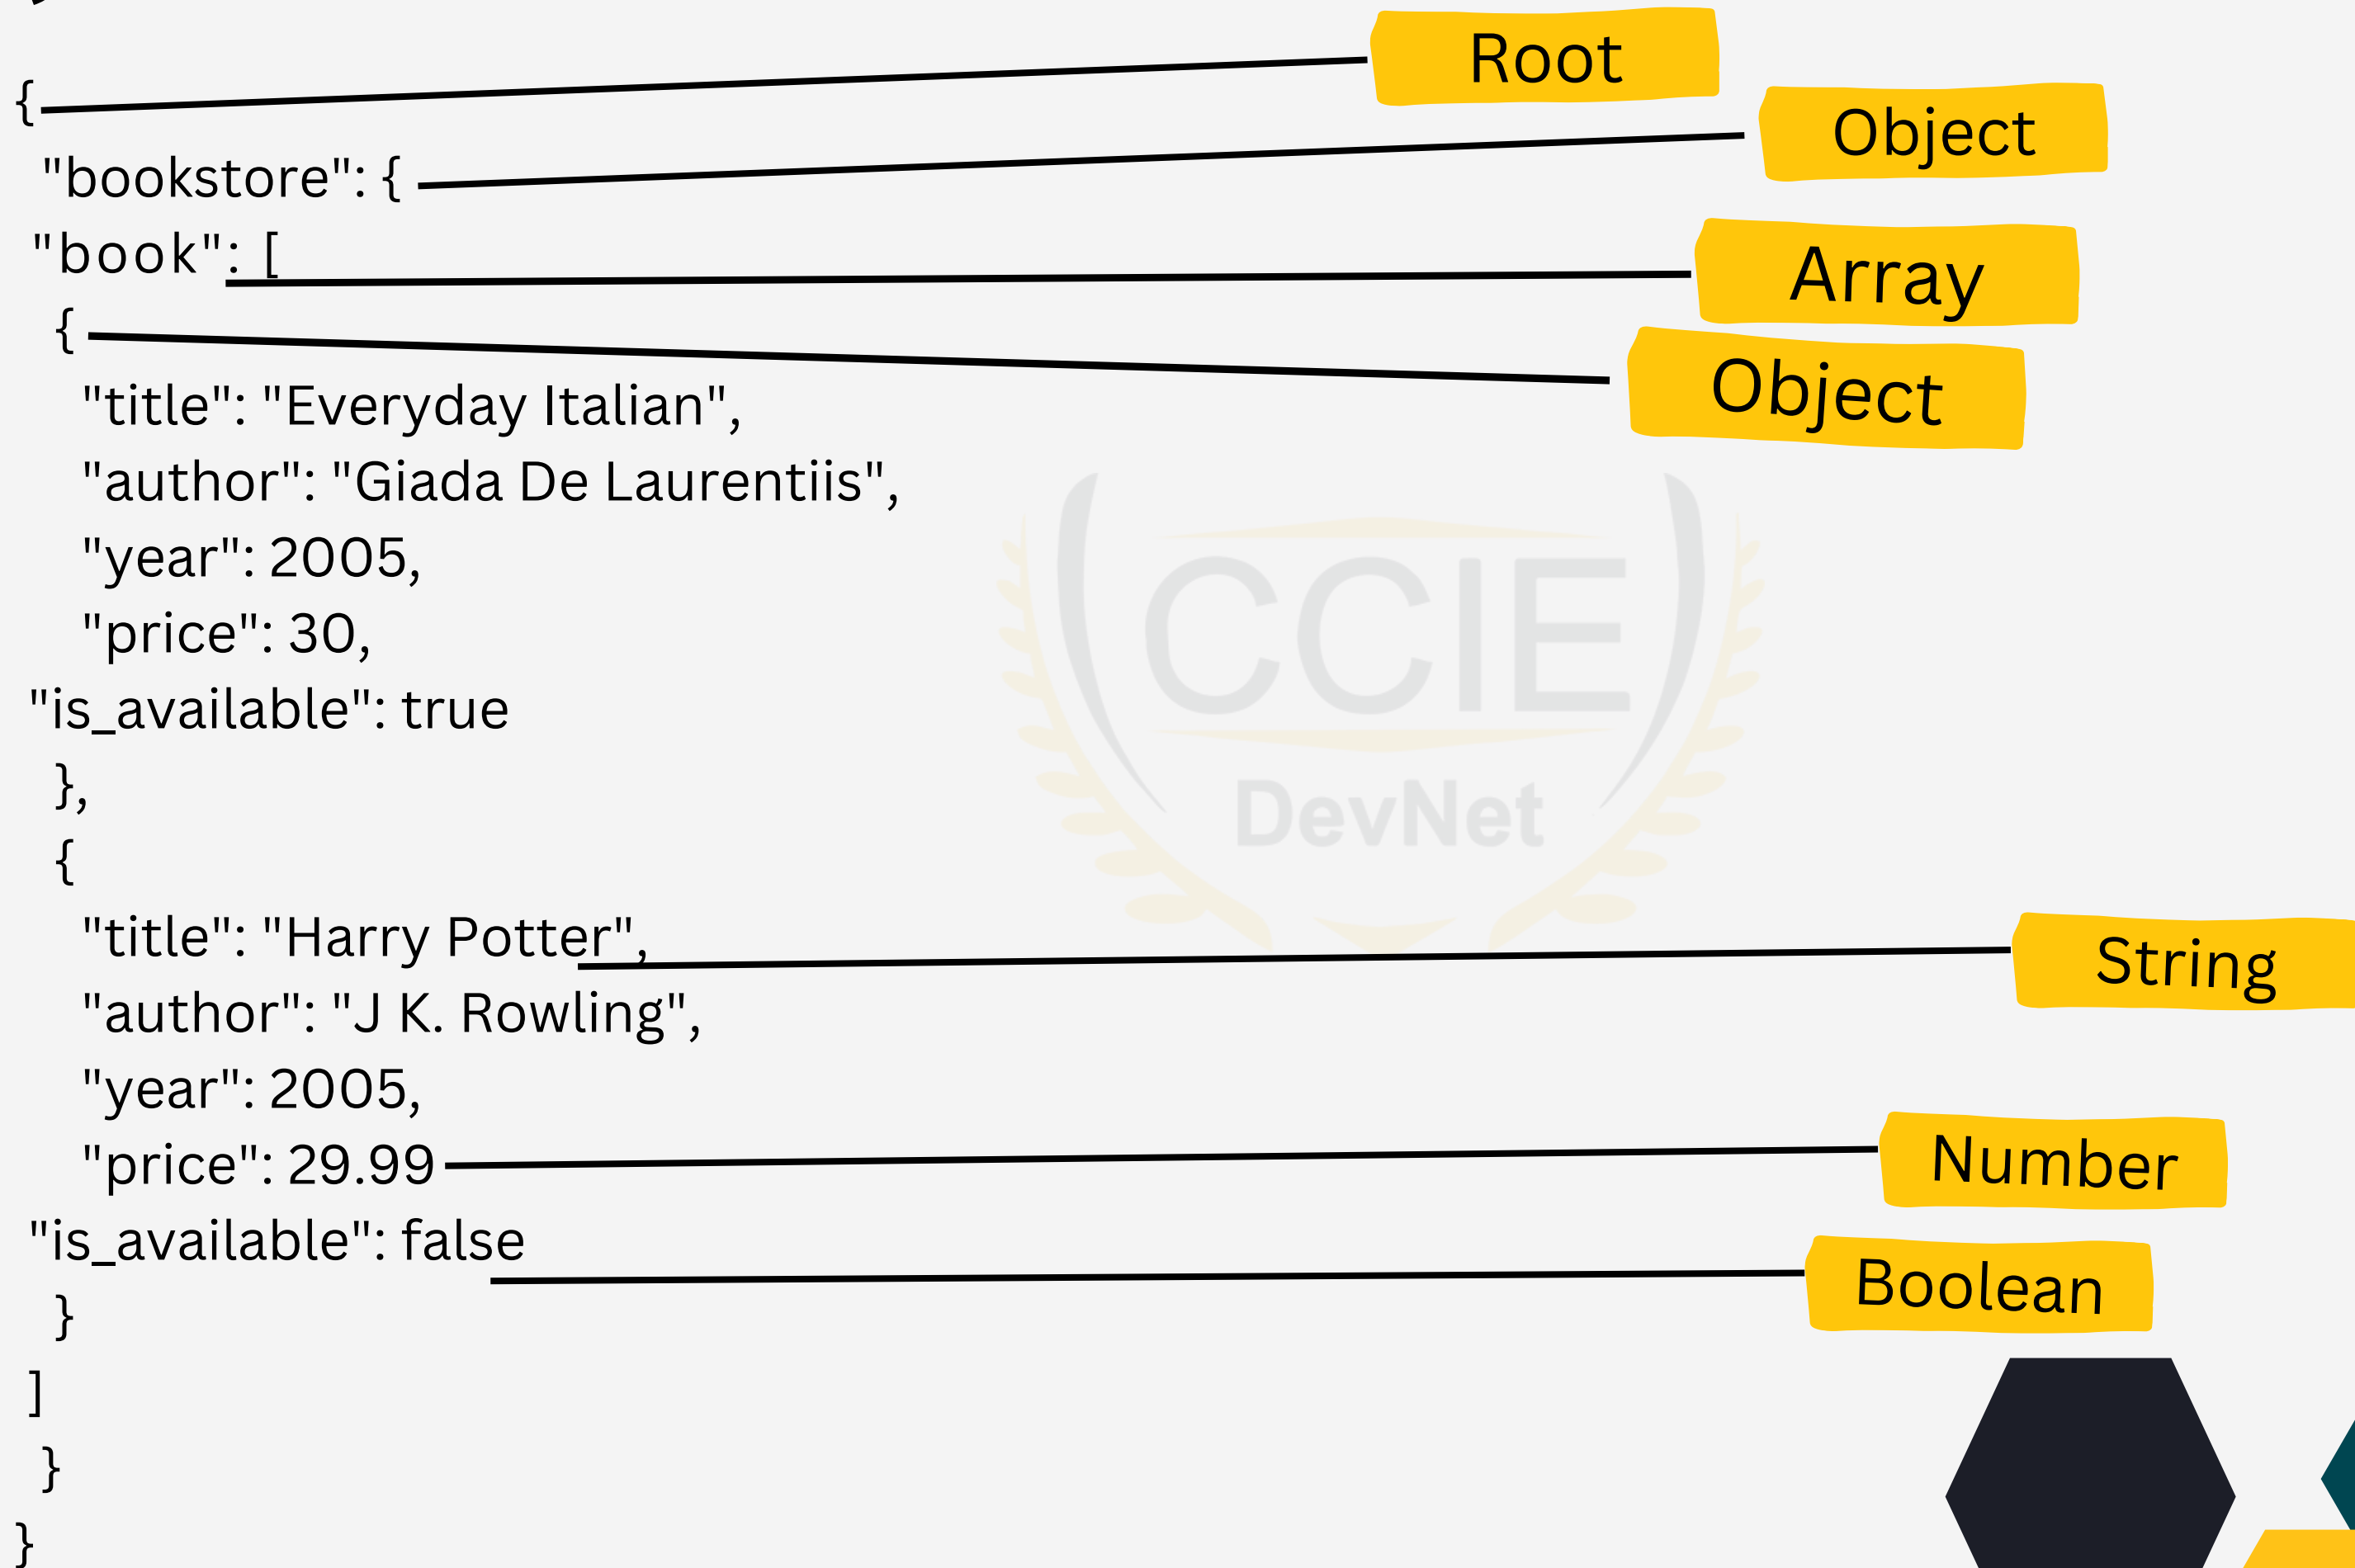 { Root
"bookstore": { Object
"book": [ Array
{ Object
"title": "Everyday Italian",
"author": "Giada De Laurentiis",
"year": 2005,
"price": 30,
"is_available": true
},
{
"title": "Harry Potter", String
"author": "J K. Rowling",
"year": 2005,
"price": 29.99 Number
"is_available": false Boolean
}
]
}
}
CCIE
DevNet